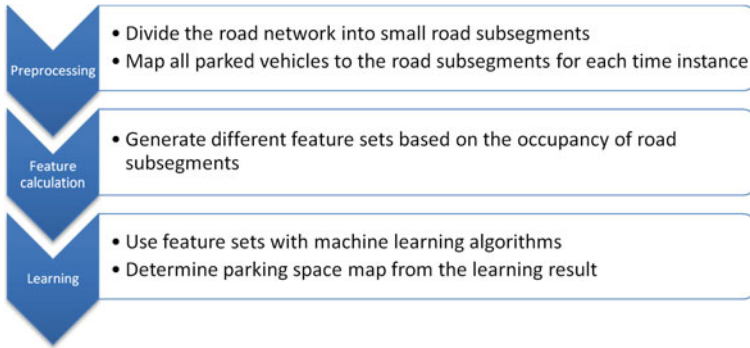 Preprocessing
• Divide the road network into small road subsegments
• Map all parked vehicles to the road subsegments for each time instance
Feature
calculation
• Generate different feature sets based on the occupancy of road
subsegments
Learning
• Use feature sets with machine learning algorithms
• Determine parking space map from the learning result